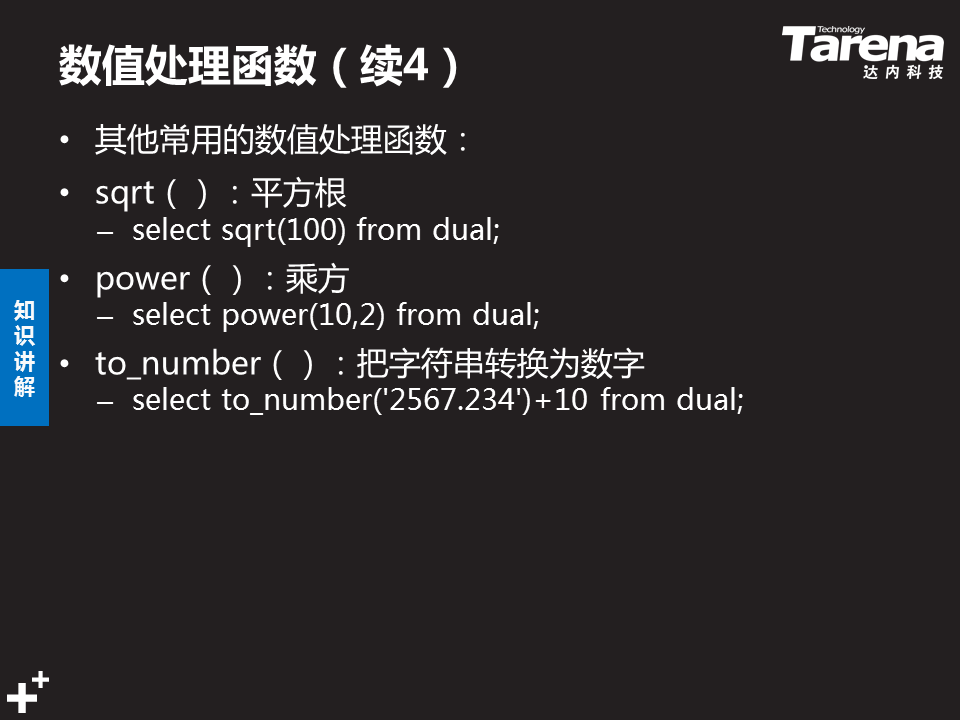 数值处理函数（续4）
Technology
Tarena
达内科技
• 其他常用的数值处理函数：
• sqrt（ ）：平方根
– select sqrt(100) from dual;
• power（ ）：乘方
– select power(10,2) from dual;
• to_number（ ）：把字符串转换为数字
– select to_number('2567.234')+10 from dual;
知
识
讲
解